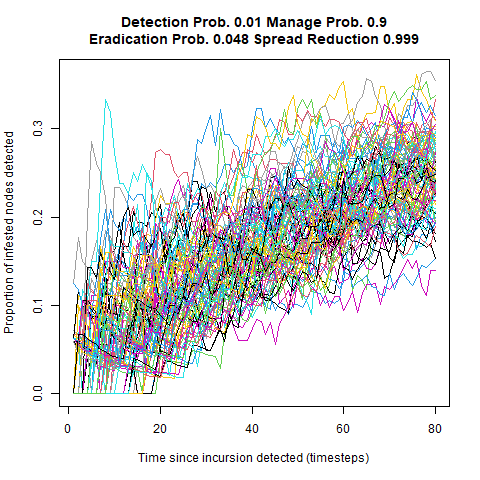 Detection Prob. 0.01 Manage Prob. 0.9
Eradication Prob. 0.048 Spread Reduction 0.999
Proportion of infested nodes detected
0.3
0.2
0.1
0.0
0 20 40 60 80
Time since incursion detected (timesteps)